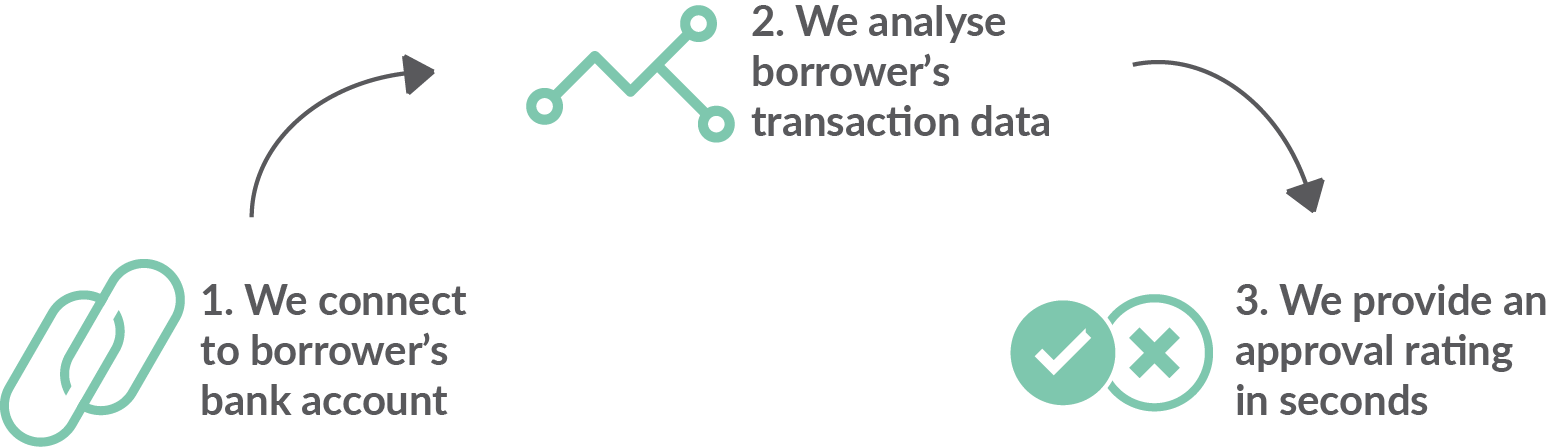 1. We connect
to borrower’s
bank account
2. We analyse
borrower’s
transaction data
3. We provide an
approval rating
in seconds